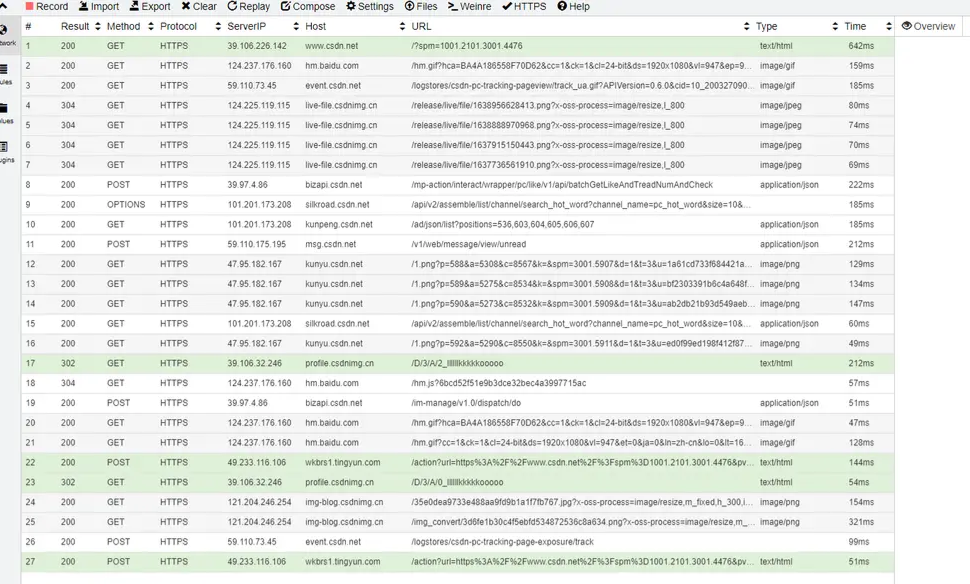 Record Import Export Clear Replay Compose Settings Files Weinre HTTPS Help
# Result Method Protocol ServerIP Host URL Type Time Overview
1 200 GET HTTPS 39.106.226.142 www.csdn.net /?spm=1001.2101.3001.4476 text/html 642ms
2 200 GET HTTPS 124.237.176.160 hm.baidu.com /hm.gif?hca=BA4A186558F70D62&cc=1&ck=1&cl=24-bit&ds=1920x1080&vl=947&ep=9... image/gif 159ms
3 200 GET HTTPS 59.110.73.45 event.csdn.net /logstores/csdn-pc-tracking-pageview/track_ua.gif?APIVersion=0.6.0&cid=10_200327090... image/gif 185ms
4 304 GET HTTPS 124.225.119.115 live-file.csdnimg.cn /release/live/file/1638956628413.png?x-oss-process=image/resize,l_800 image/jpeg 80ms
5 304 GET HTTPS 124.225.119.115 live-file.csdnimg.cn /release/live/file/1638888970968.png?x-oss-process=image/resize,l_800 image/jpeg 74ms
6 304 GET HTTPS 124.225.119.115 live-file.csdnimg.cn /release/live/file/1637915150443.png?x-oss-process=image/resize,l_800 image/jpeg 70ms
7 304 GET HTTPS 124.225.119.115 live-file.csdnimg.cn /release/live/file/1637736561910.png?x-oss-process=image/resize,l_800 image/jpeg 69ms
8 200 POST HTTPS 39.97.4.86 bizapi.csdn.net /mp-action/interact/wrapper/pc/like/v1/api/batchGetLikeAndTreadNumAndCheck application/json 222ms
9 200 OPTIONS HTTPS 101.201.173.208 silkroad.csdn.net /api/v2/assemble/list/channel/search_hot_word?channel_name=pc_hot_word&size=10&... 185ms
10 200 GET HTTPS 101.201.173.208 kunpeng.csdn.net /ad/json/list?positions=536,603,604,605,606,607 application/json 185ms
11 200 POST HTTPS 59.110.175.195 msg.csdn.net /v1/web/message/view/unread application/json 212ms
12 200 GET HTTPS 47.95.182.167 kunyu.csdn.net /1.png?p=588&a=5308&c=8567&k=&spm=3001.5907&d=1&t=3&u=1a61cd733f684421a... image/png 129ms
13 200 GET HTTPS 47.95.182.167 kunyu.csdn.net /1.png?p=589&a=5275&c=8534&k=&spm=3001.5908&d=1&t=3&u=bf2303391b6c4a648f... image/png 134ms
14 200 GET HTTPS 47.95.182.167 kunyu.csdn.net /1.png?p=590&a=5273&c=8532&k=&spm=3001.5909&d=1&t=3&u=ab2db21b93d549aeb... image/png 147ms
15 200 GET HTTPS 101.201.173.208 silkroad.csdn.net /api/v2/assemble/list/channel/search_hot_word?channel_name=pc_hot_word&size=10&... application/json 60ms
16 200 GET HTTPS 47.95.182.167 kunyu.csdn.net /1.png?p=592&a=5290&c=8550&k=&spm=3001.5911&d=1&t=3&u=ed0f99ed198f412f87... image/png 49ms
17 302 GET HTTPS 39.106.32.246 profile.csdnimg.cn text/html 212ms
18 304 GET HTTPS 124.237.176.160 hm.baidu.com /hm.js?6bcd52f51e9b3dce32bec4a3997715ac 57ms
19 200 POST HTTPS 39.97.4.86 bizapi.csdn.net /im-manage/v1.0/dispatch/do application/json 51ms
20 200 GET HTTPS 124.237.176.160 hm.baidu.com /hm.gif?hca=BA4A186558F70D62&cc=1&ck=1&cl=24-bit&ds=1920x1080&vl=947&ep=9... image/gif 47ms
21 200 GET HTTPS 124.237.176.160 hm.baidu.com /hm.gif?cc=1&ck=1&cl=24-bit&ds=1920x1080&vl=947&et=0&ja=0&ln=zh-cn&lo=0&lt=16... image/gif 128ms
22 200 POST HTTPS 49.233.116.106 wkbrs1.tingyun.com /action?url=https%3A%2F%2Fwww.csdn.net%2F%3Fspm%3D1001.2101.3001.4476&pv... text/html 144ms
23 302 GET HTTPS 39.106.32.246 profile.csdnimg.cn text/html 54ms
24 200 GET HTTPS 121.204.246.254 img-blog.csdnimg.cn /35e0dea9733e488aa9fd9b1a1f7fb767.jpg?x-oss-process=image/resize,m_fixed,h_300,i... image/png 154ms
25 200 GET HTTPS 121.204.246.254 img-blog.csdnimg.cn /img_convert/3d6fe1b30c4f5ebfd534872536c8a634.png?x-oss-process=image/resize,m_... image/png 321ms
26 200 POST HTTPS 59.110.73.45 event.csdn.net /logstores/csdn-pc-tracking-page-exposure/track 99ms
27 200 POST HTTPS 49.233.116.106 wkbrs1.tingyun.com /action?url=https%3A%2F%2Fwww.csdn.net%2F%3Fspm%3D1001.2101.3001.4476&pv... text/html 51ms